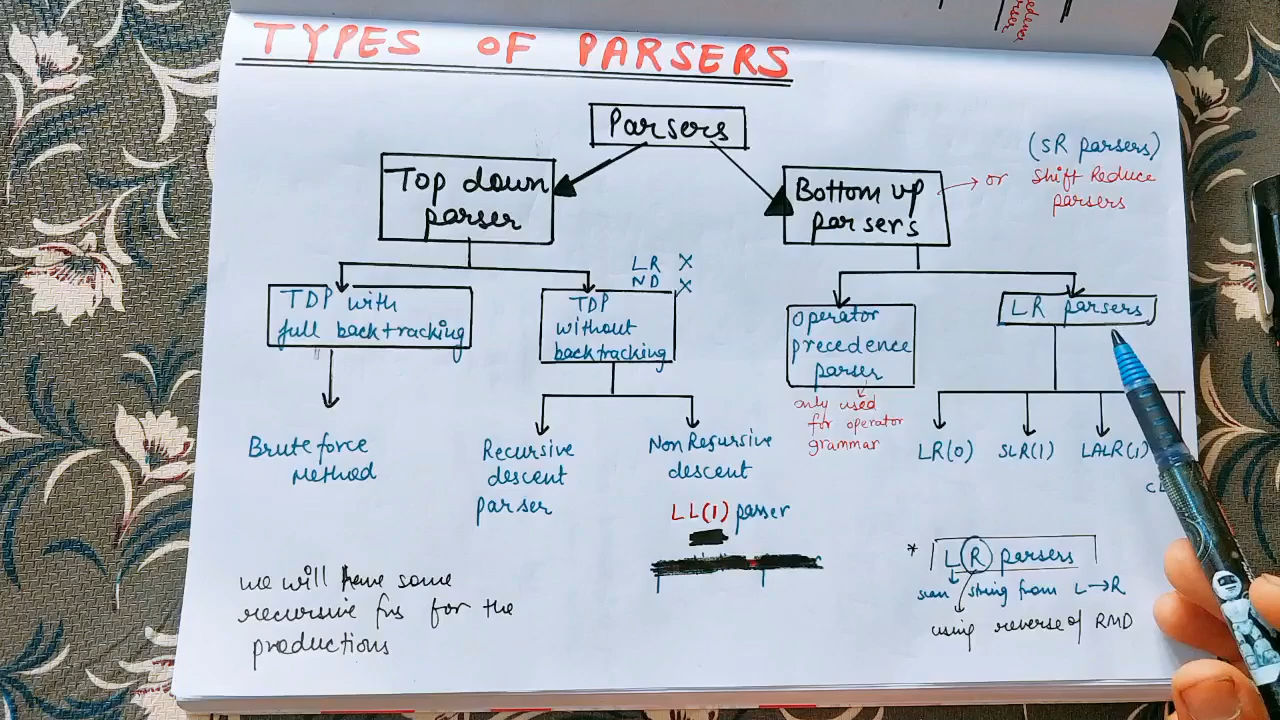 TYPES OF PARSERS
Parsers
Top down
parser
Bottom up
parsers
or
(SR parsers)
Shift Reduce
parsers
LR X
ND X
TDP with
full backtracking
TDP
without
backtracking
Operator
precedence
parser
LR parsers
only used
for operator
grammar
Brute force
Method
Recursive
descent
parser
Non Resursive
descent
LL(1) parser
LR(0)
SLR(1)
LALR(1)
CL
we will have some
recursive fns for the
productions
* LR parsers
scan string from L→R
using reverse of RMD